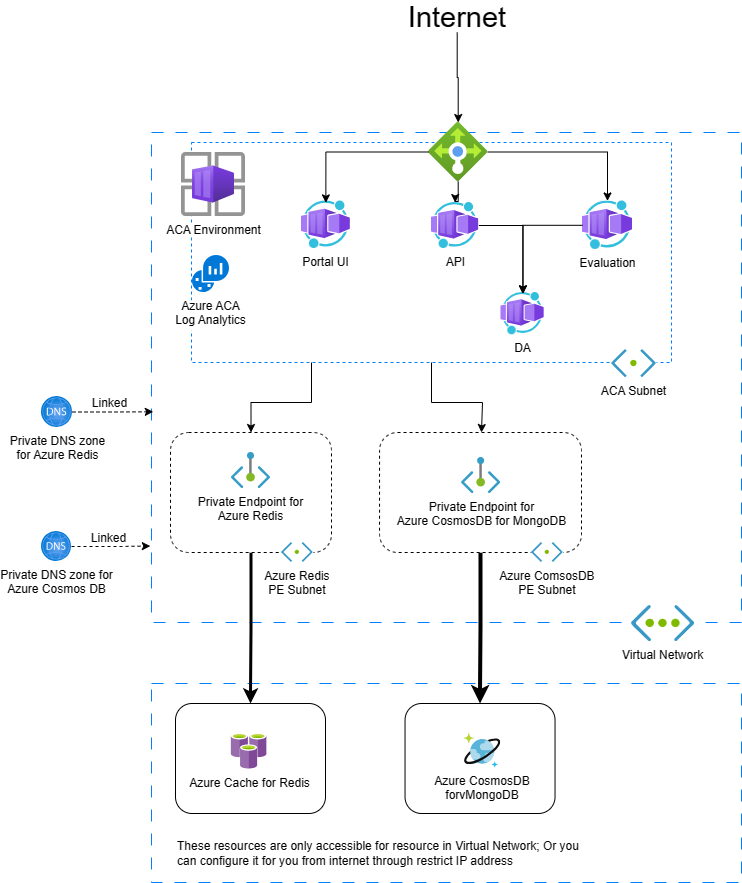 Internet
ACA Environment
Portal UI
API
Evaluation
Azure ACA
Log Analytics
DA
ACA Subnet
Linked
DNS
Private DNS zone
for Azure Redis
Private Endpoint for
Azure Redis
Private Endpoint for
Azure CosmosDB for MongoDB
Linked
DNS
Private DNS zone for
Azure Cosmos DB
Azure Redis
PE Subnet
Azure ComsosDB
PE Subnet
Virtual Network
Azure Cache for Redis
Azure CosmosDB
forvMongoDB
These resources are only accessible for resource in Virtual Network; Or you
can configure it for you from internet through restrict IP address